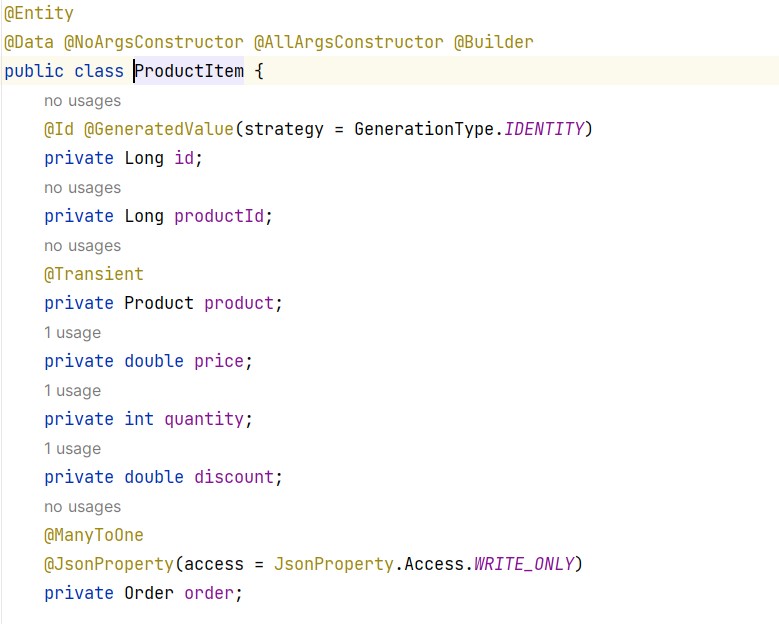 @Entity
@Data @NoArgsConstructor @AllArgsConstructor @Builder
public class ProductItem {
no usages
@Id @GeneratedValue(strategy = GenerationType.IDENTITY)
private Long id;
no usages
private Long productId;
no usages
@Transient
private Product product;
1 usage
private double price;
1 usage
private int quantity;
1 usage
private double discount;
no usages
@ManyToOne
@JsonProperty(access = JsonProperty.Access.WRITE_ONLY)
private Order order;